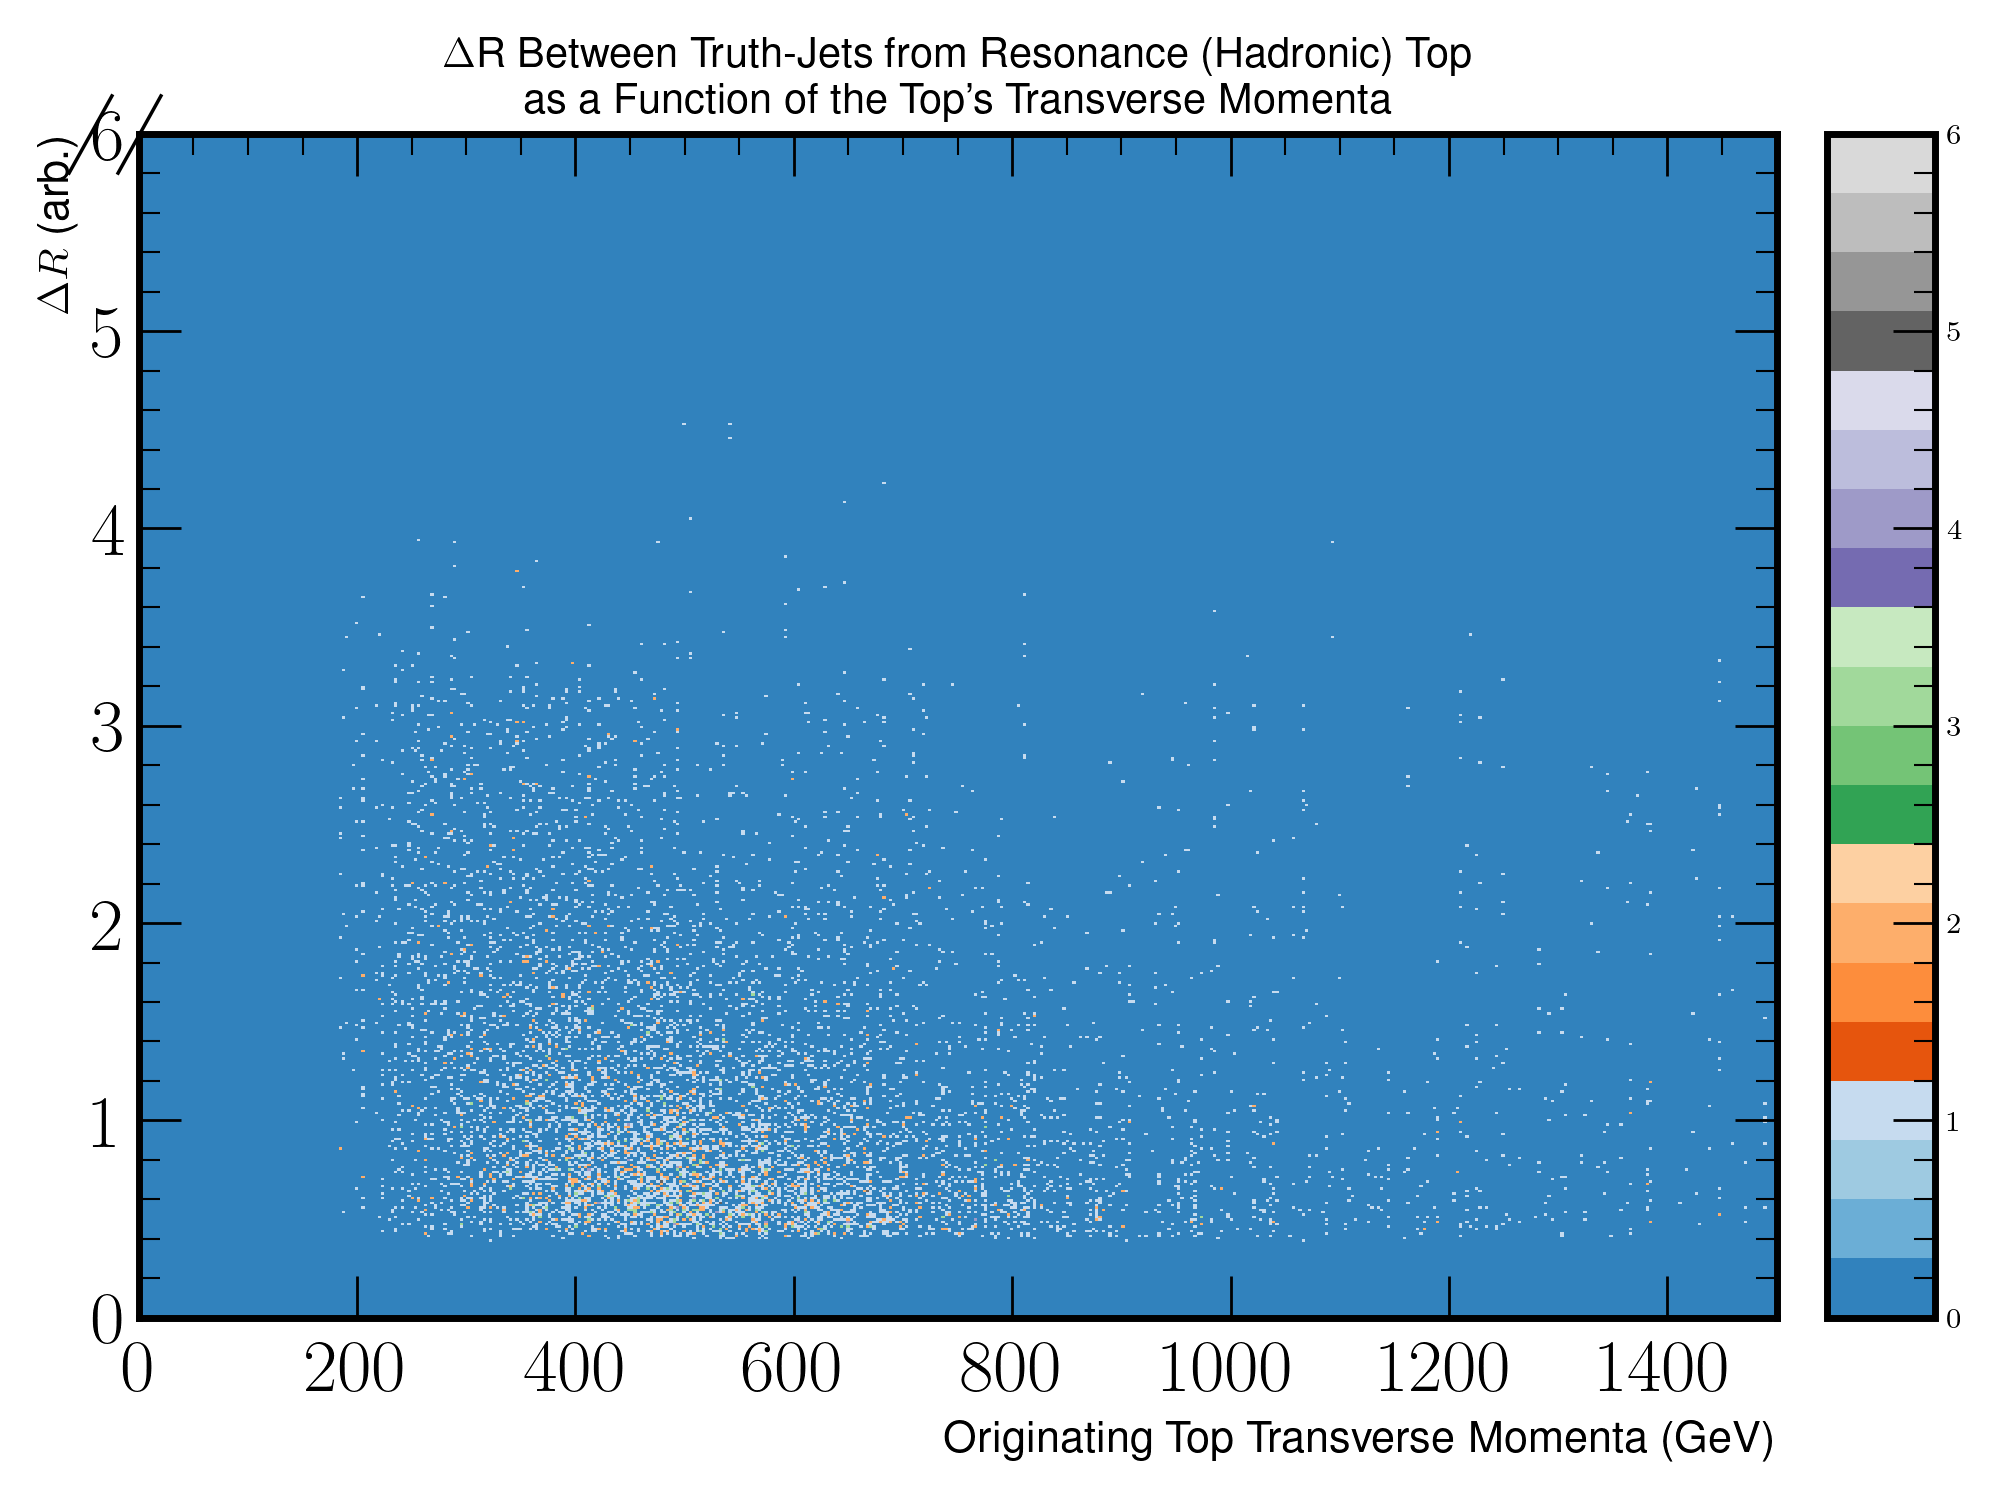 ΔR Between Truth-Jets from Resonance (Hadronic) Top
as a Function of the Top's Transverse Momenta
ΔR (arb.)
6
5
4
3
2
1
0
0 200 400 600 800 1000 1200 1400
Originating Top Transverse Momenta (GeV)
6
5
4
3
2
1
0